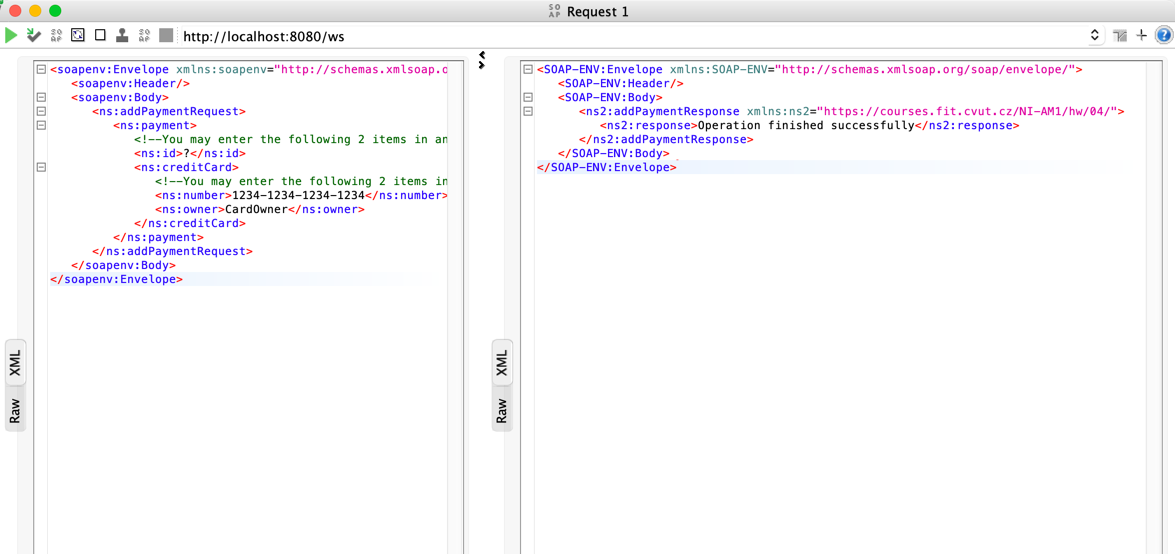 Request 1
http://localhost:8080/ws
<soapenv:Envelope xmlns:soapenv="http://schemas.xmlsoap.o
<soapenv:Header/>
<soapenv:Body>
<ns:addPaymentRequest>
<ns:payment>
<!--You may enter the following 2 items in an
<ns:id>?</ns:id>
<ns:creditCard>
<!--You may enter the following 2 items in
<ns:number>1234-1234-1234-1234</ns:number>
<ns:owner>CardOwner</ns:owner>
</ns:creditCard>
</ns:payment>
</ns:addPaymentRequest>
</soapenv:Body>
</soapenv:Envelope>
XML
Raw
<SOAP-ENV:Envelope xmlns:SOAP-ENV="http://schemas.xmlsoap.org/soap/envelope/">
<SOAP-ENV:Header/>
<SOAP-ENV:Body>
<ns2:addPaymentResponse xmlns:ns2="https://courses.fit.cvut.cz/NI-AM1/hw/04/">
<ns2:response>Operation finished successfully</ns2:response>
</ns2:addPaymentResponse>
</SOAP-ENV:Body>
</SOAP-ENV:Envelope>
XML
Raw